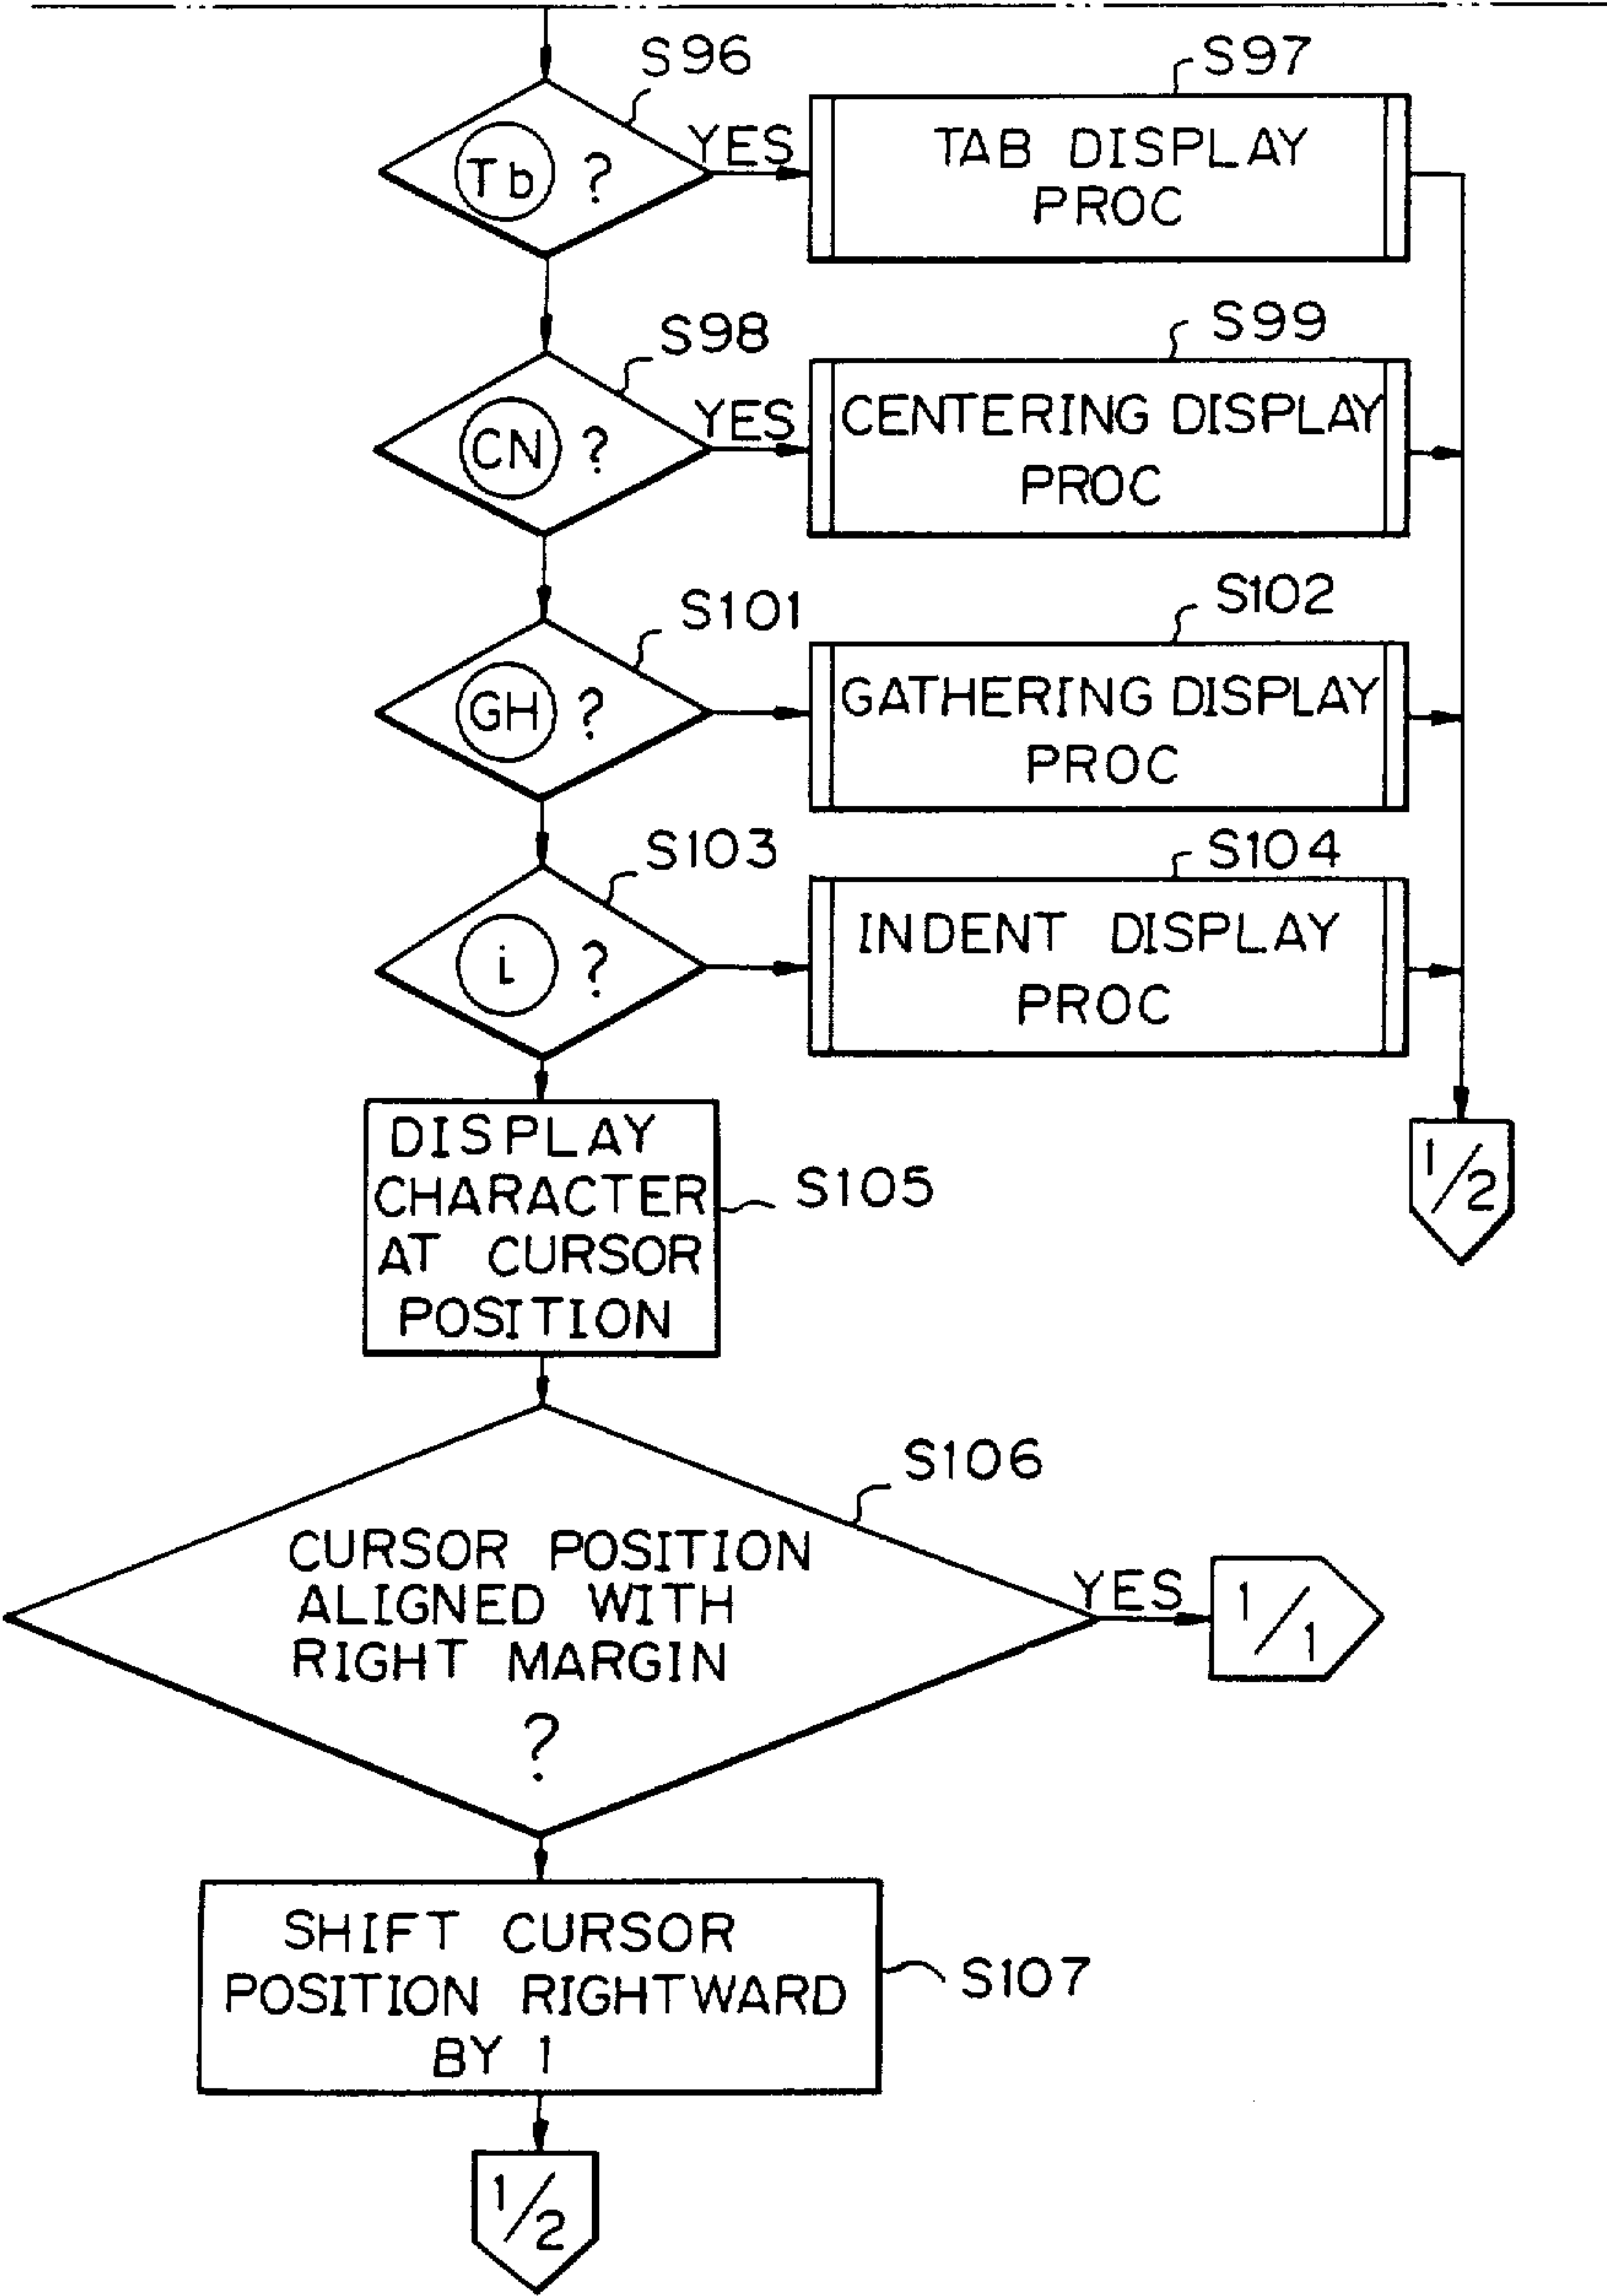 S96
S97
Tb ?
YES
TAB DISPLAY
PROC
S98
S99
CN ?
YES
CENTERING DISPLAY
PROC
S101
S102
GH ?
GATHERING DISPLAY
PROC
S103
S104
i ?
INDENT DISPLAY
PROC
DISPLAY
CHARACTER
AT CURSOR
POSITION
S105
1/2
S106
CURSOR POSITION
ALIGNED WITH
RIGHT MARGIN
?
YES
1/1
SHIFT CURSOR
POSITION RIGHTWARD
BY 1
S107
1/2